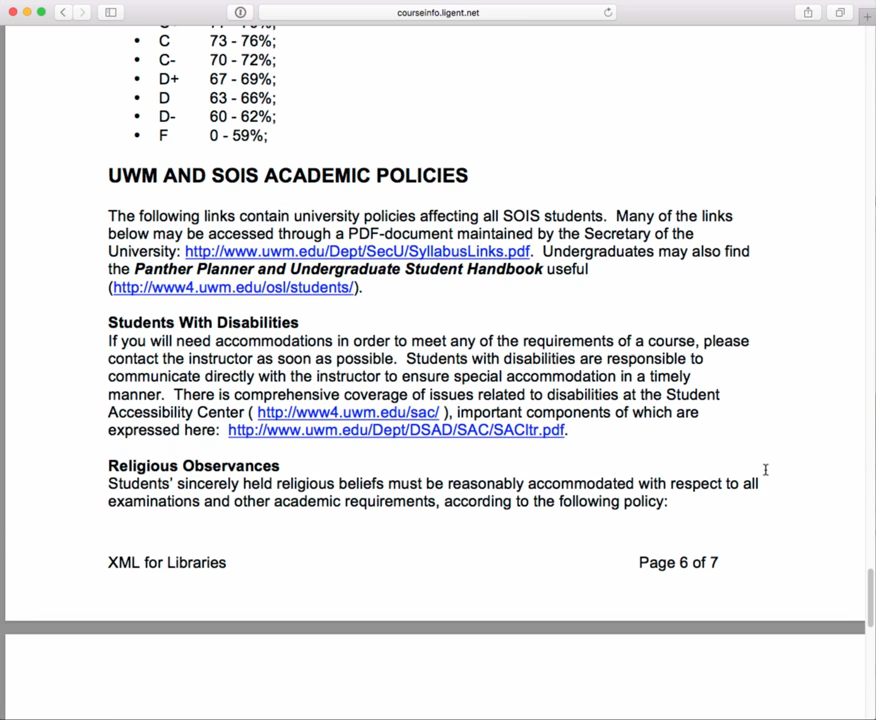 courseinfo.ligent.net
• C 73 - 76%;
• C- 70 - 72%;
• D+ 67 - 69%;
• D 63 - 66%;
• D- 60 - 62%;
• F 0 - 59%;
UWM AND SOIS ACADEMIC POLICIES
The following links contain university policies affecting all SOIS students. Many of the links
below may be accessed through a PDF-document maintained by the Secretary of the
University: http://www.uwm.edu/Dept/SecU/SyllabusLinks.pdf. Undergraduates may also find
the Panther Planner and Undergraduate Student Handbook useful
(http://www4.uwm.edu/osl/students/).
Students With Disabilities
If you will need accommodations in order to meet any of the requirements of a course, please
contact the instructor as soon as possible. Students with disabilities are responsible to
communicate directly with the instructor to ensure special accommodation in a timely
manner. There is comprehensive coverage of issues related to disabilities at the Student
Accessibility Center ( http://www4.uwm.edu/sac/ ), important components of which are
expressed here: http://www.uwm.edu/Dept/DSAD/SAC/SACltr.pdf.
Religious Observances
Students' sincerely held religious beliefs must be reasonably accommodated with respect to all
examinations and other academic requirements, according to the following policy:
XML for Libraries Page 6 of 7